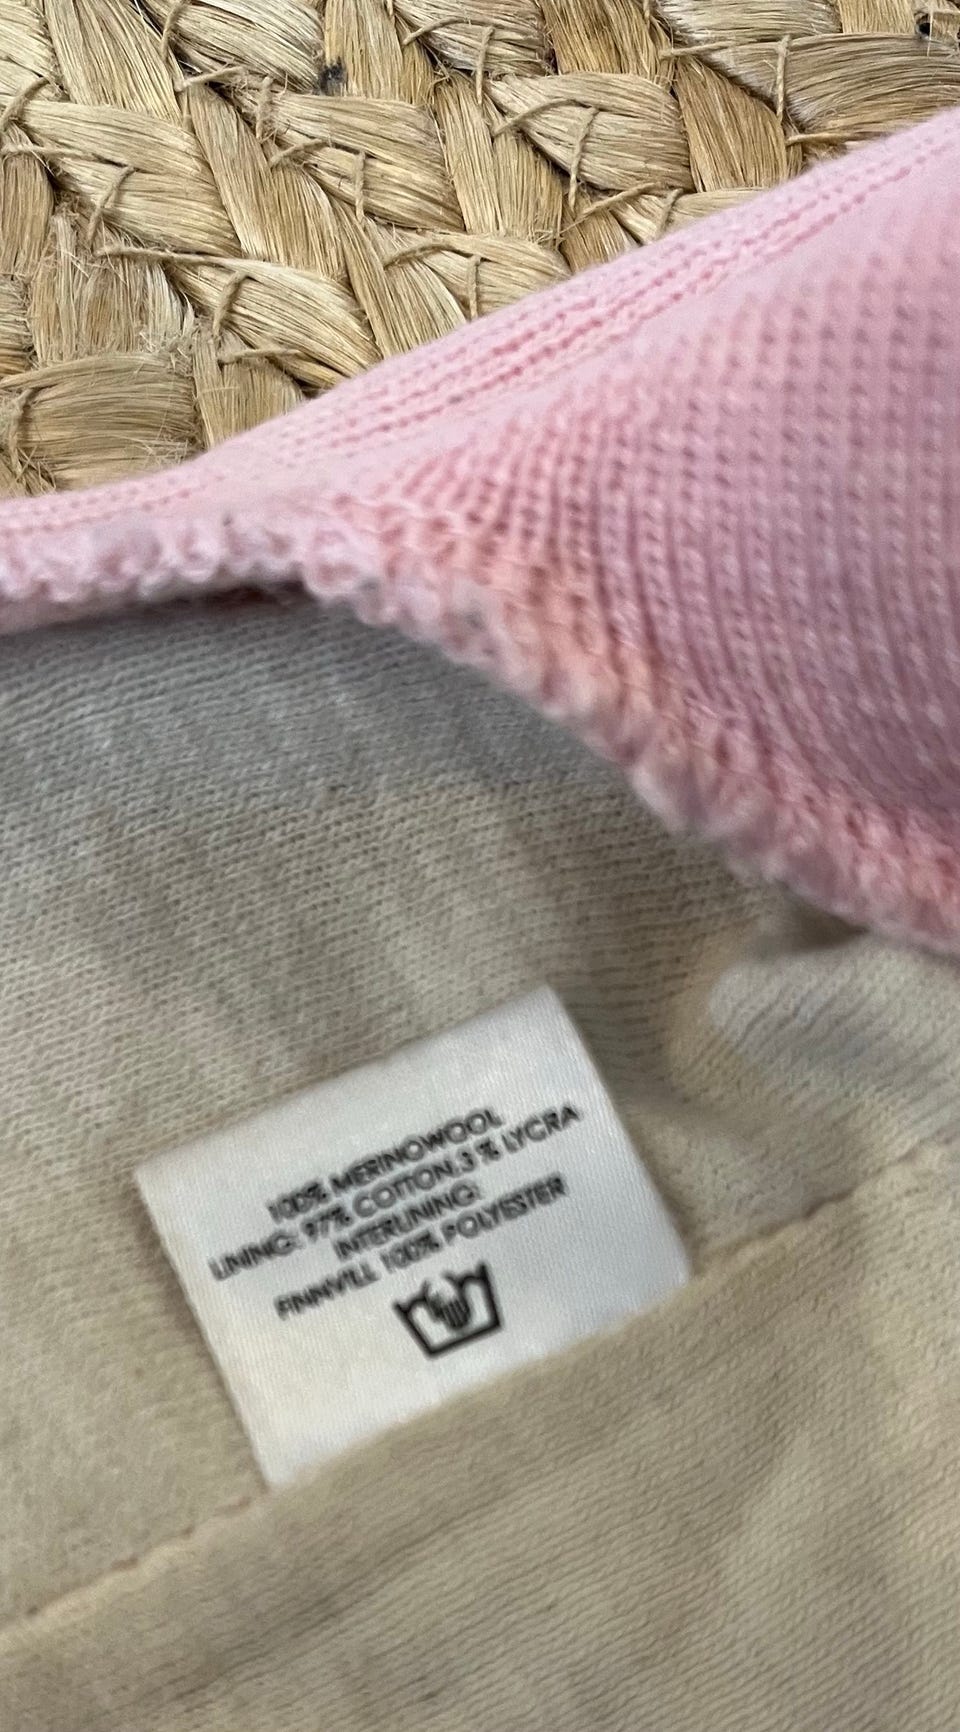 100% MERINOWOOL
LINING: 97% COTTON.3 % LYCRA
INTERLINING:
FINNVILL 100% POLYESTER